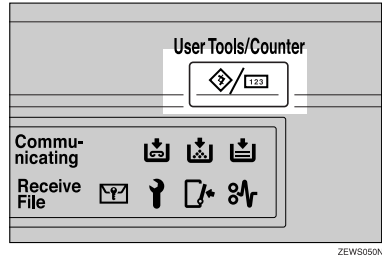 User Tools/Counter
123
Commu-
nicating
Receive
File
ZEWS050N